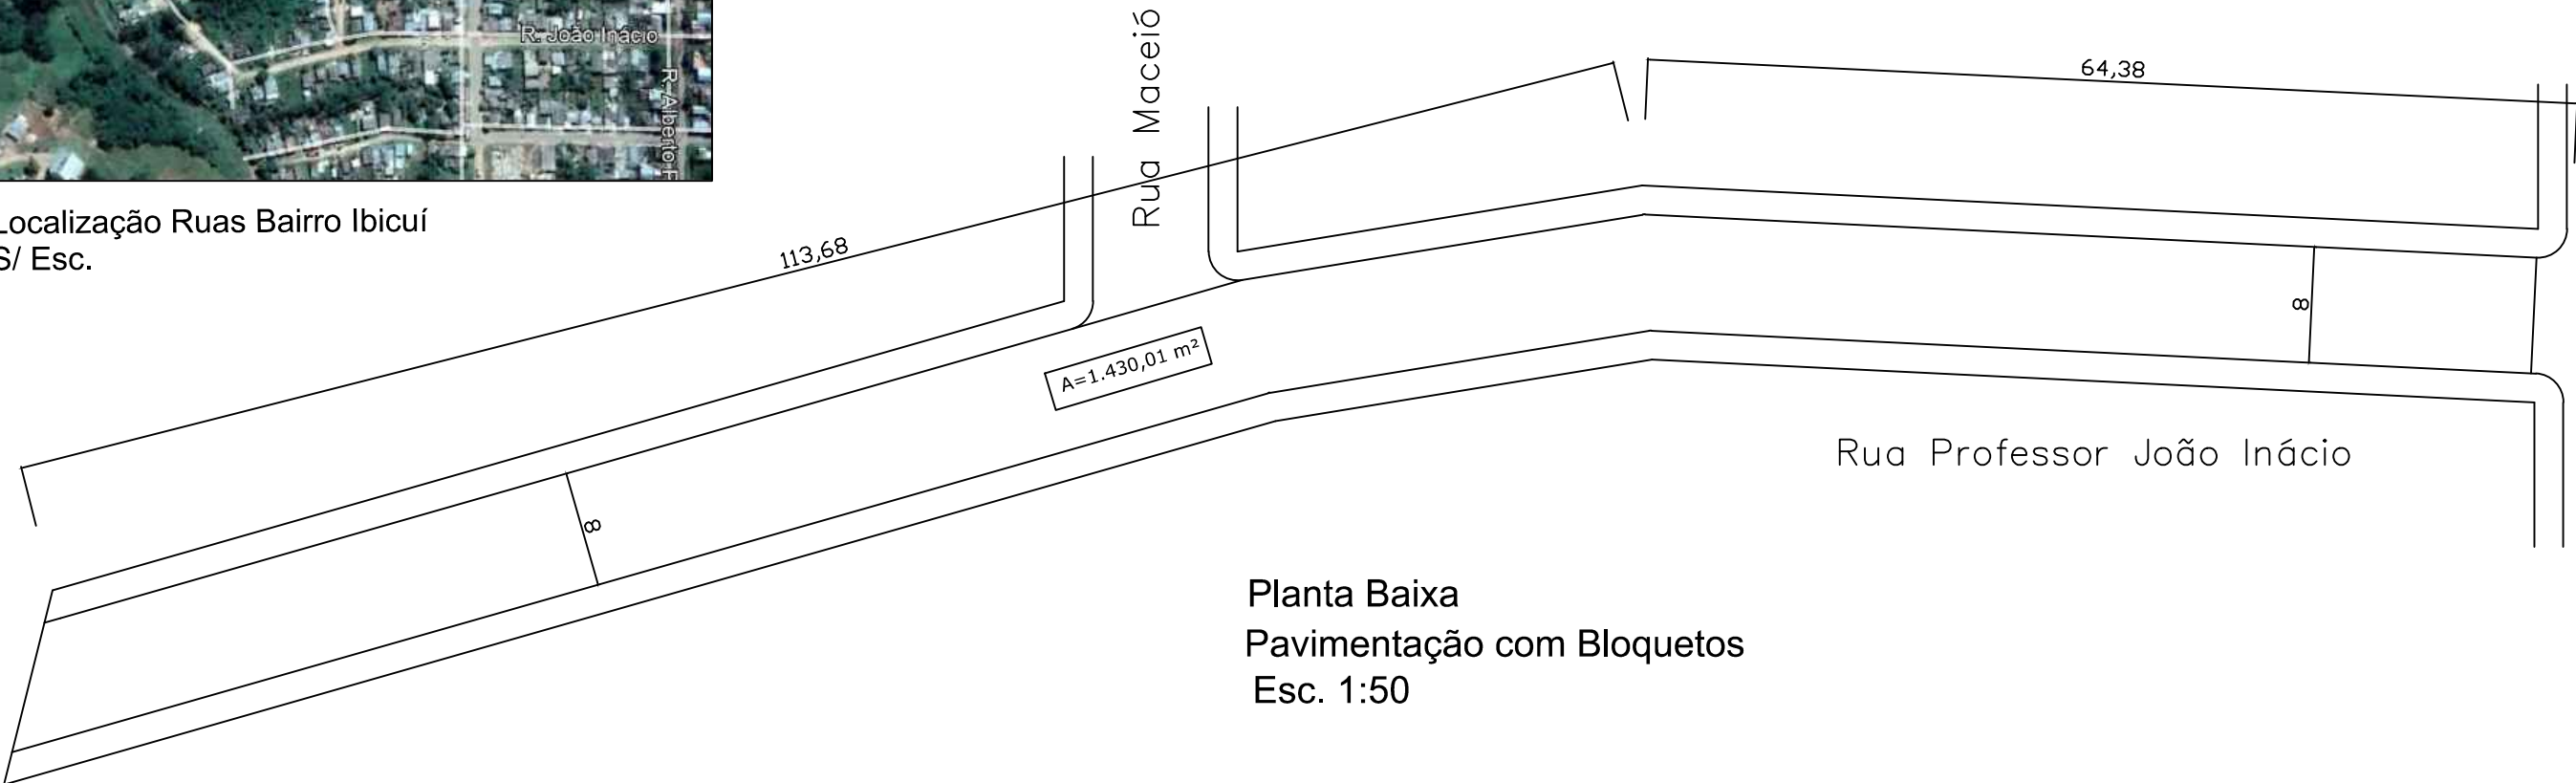 R. João Inácio
R. Alberto P
Localização Ruas Bairro Ibicuí
S/ Esc.
Rua Maceió
113,68
64,38
8
A=1.430,01 m²
8
Rua Professor João Inácio
Planta Baixa
Pavimentação com Bloquetos
Esc. 1:50